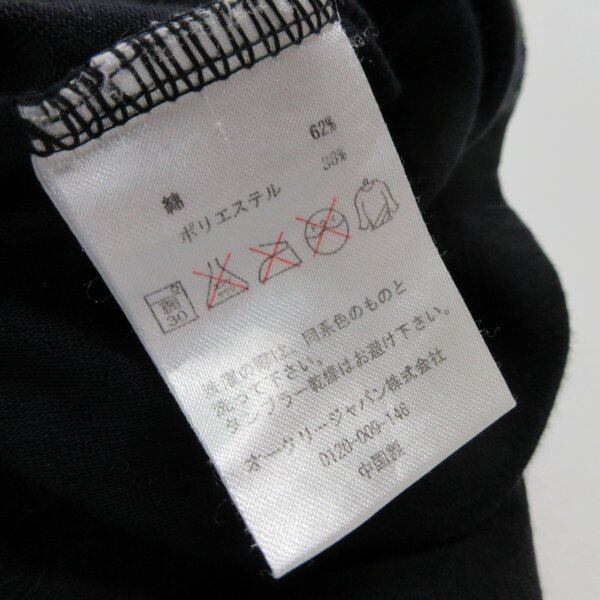 綿 62%
ポリエステル 38%
弱
30
洗濯の際は、同系色のものと
洗って下さい。
タンブラー乾燥はお避け下さい。
オークリージャパン株式会社
0120-009-146
中国製